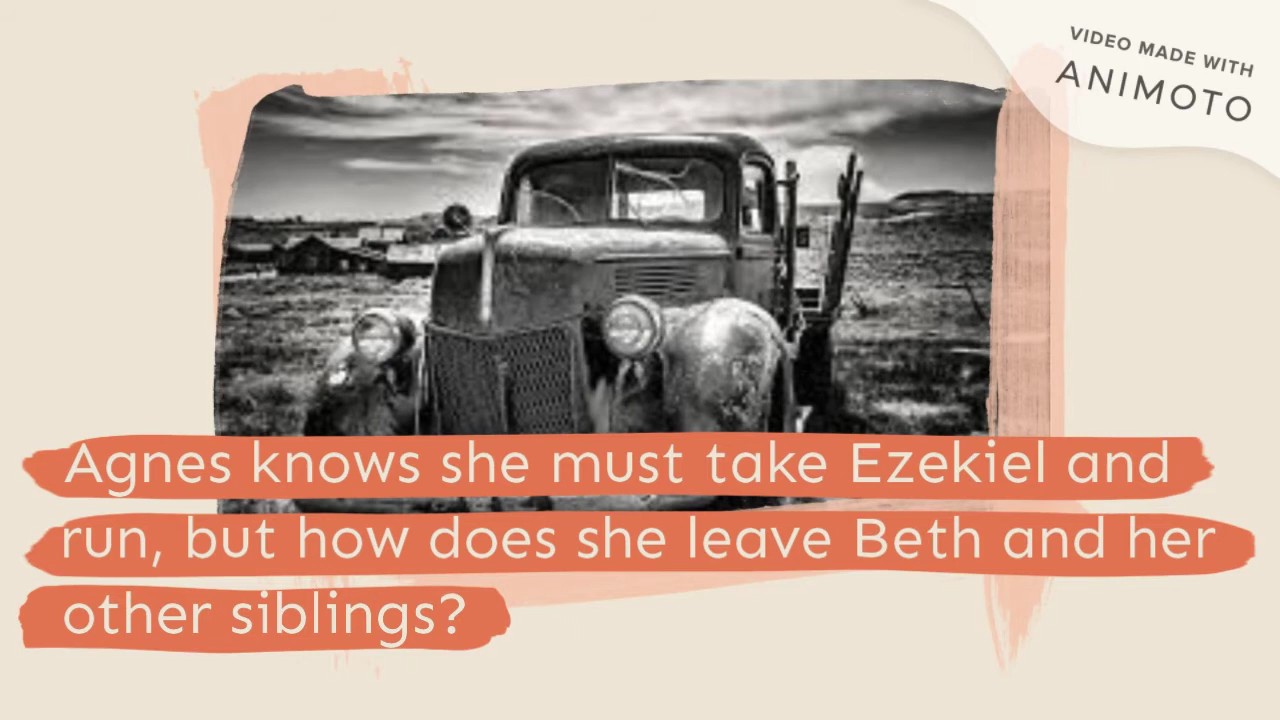 VIDEO MADE WITH
ANIMOTO
Agnes knows she must take Ezekiel and
run, but how does she leave Beth and her
other siblings?